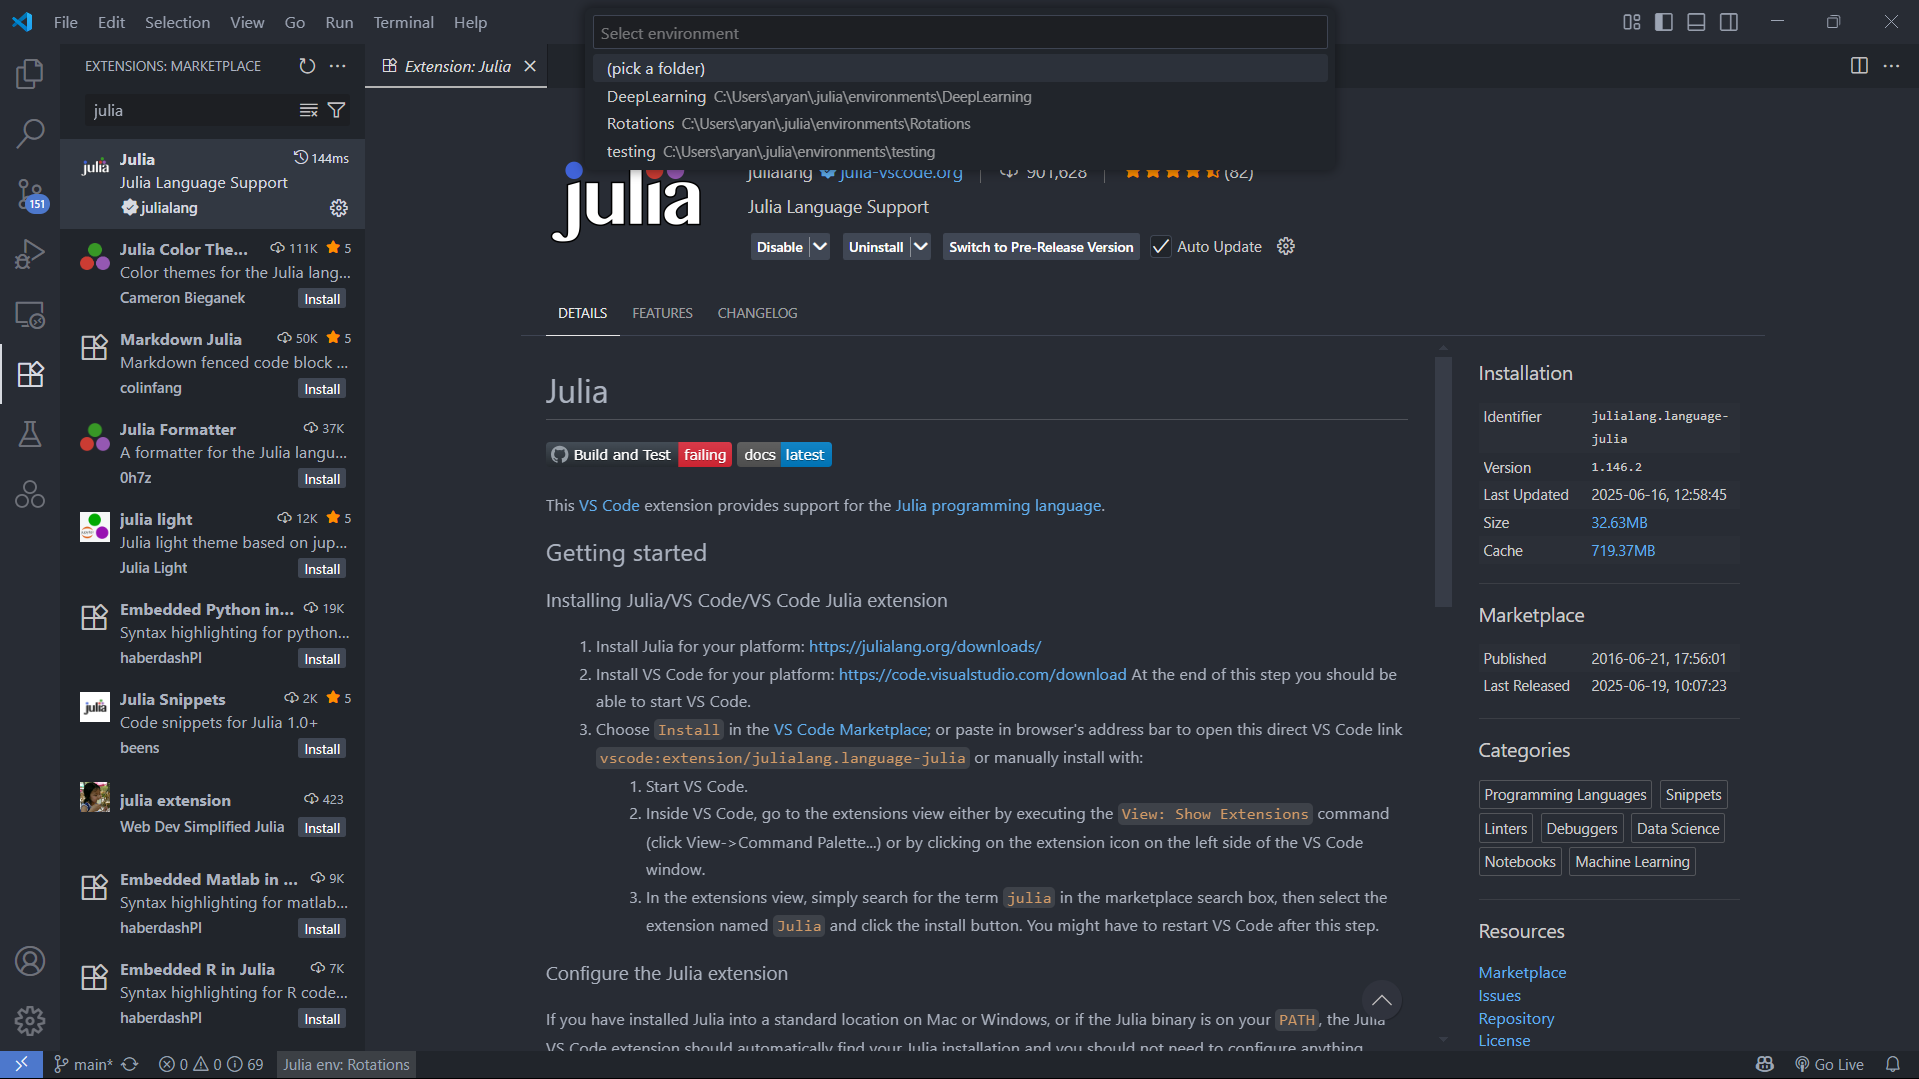 File Edit Selection View Go Run Terminal Help
Select environment
(pick a folder)
DeepLearning C:\Users\aryan\.julia\environments\DeepLearning
Rotations C:\Users\aryan\.julia\environments\Rotations
testing C:\Users\aryan\.julia\environments\testing
EXTENSIONS: MARKETPLACE
Extension: Julia
julia
Julia 144ms
Julia Language Support
julialang
Julia Color The... 111K 5
Color themes for the Julia lang...
Cameron Bieganek Install
Markdown Julia 50K 5
Markdown fenced code block ...
colinfang Install
Julia Formatter 37K
A formatter for the Julia langu...
0h7z Install
julia light 12K 5
Julia light theme based on jup...
Julia Light Install
Embedded Python in... 19K
Syntax highlighting for python...
haberdashPI Install
Julia Snippets 2K 5
Code snippets for Julia 1.0+
beens Install
julia extension 423
Web Dev Simplified Julia Install
Embedded Matlab in ... 9K
Syntax highlighting for matlab...
haberdashPI Install
Embedded R in Julia 7K
Syntax highlighting for R code...
haberdashPI Install
151
julia
julialang julia-vscode.org 901,628 (82)
Julia Language Support
Disable Uninstall Switch to Pre-Release Version Auto Update
DETAILS FEATURES CHANGELOG
Julia
Build and Test failing docs latest
This VS Code extension provides support for the Julia programming language.
Getting started
Installing Julia/VS Code/VS Code Julia extension
1. Install Julia for your platform: https://julialang.org/downloads/
2. Install VS Code for your platform: https://code.visualstudio.com/download At the end of this step you should be
able to start VS Code.
3. Choose Install in the VS Code Marketplace; or paste in browser's address bar to open this direct VS Code link
vscode:extension/julialang.language-julia or manually install with:
1. Start VS Code.
2. Inside VS Code, go to the extensions view either by executing the View: Show Extensions command
(click View->Command Palette...) or by clicking on the extension icon on the left side of the VS Code
window.
3. In the extensions view, simply search for the term julia in the marketplace search box, then select the
extension named Julia and click the install button. You might have to restart VS Code after this step.
Configure the Julia extension
If you have installed Julia into a standard location on Mac or Windows, or if the Julia binary is on your PATH, the Julia
VS Code extension should automatically find your Julia installation and you should not need to configure anything.
Installation
Identifier julialang.language-
julia
Version 1.146.2
Last Updated 2025-06-16, 12:58:45
Size 32.63MB
Cache 719.37MB
Marketplace
Published 2016-06-21, 17:56:01
Last Released 2025-06-19, 10:07:23
Categories
Programming Languages Snippets
Linters Debuggers Data Science
Notebooks Machine Learning
Resources
Marketplace
Issues
Repository
License
main* 0 0 69 Julia env: Rotations Go Live